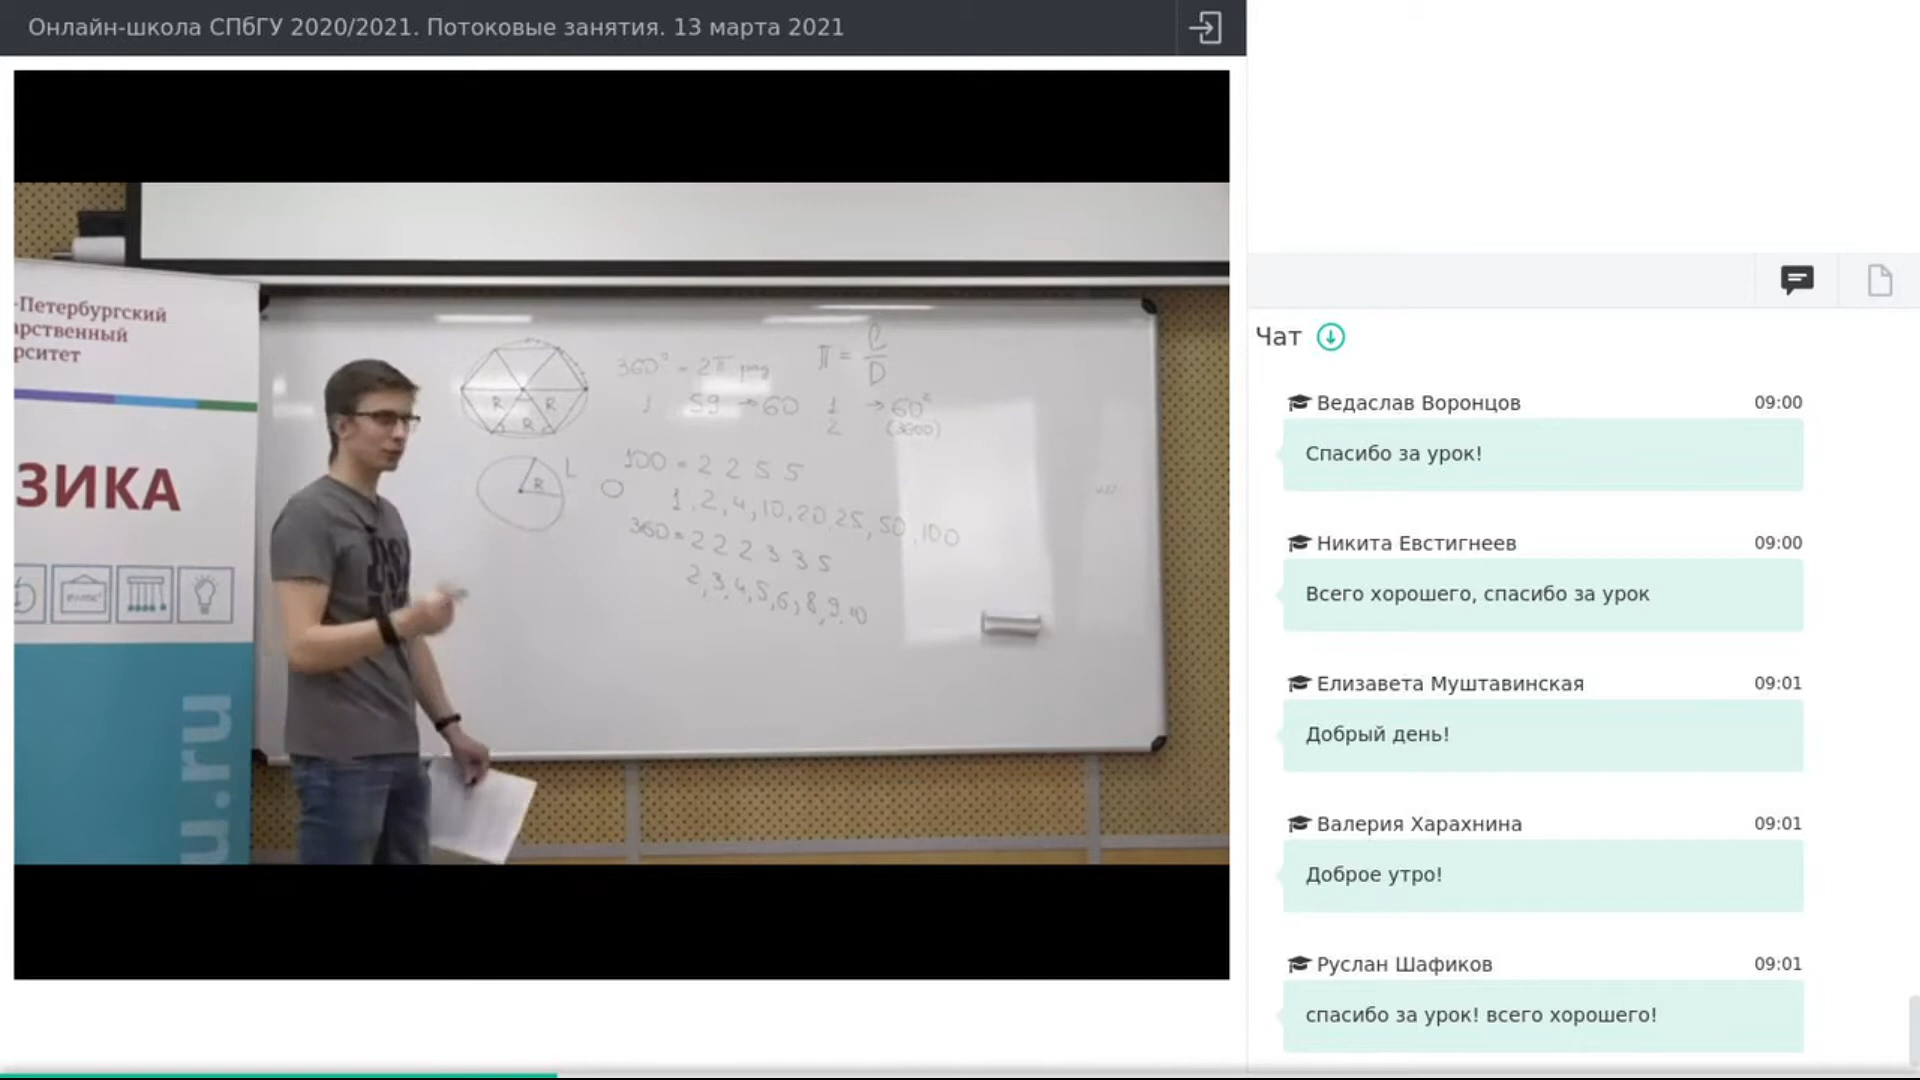 Онлайн-школа СПбГУ 2020/2021. Потоковые занятия. 13 марта 2021
-Петербургский
арственный
рситет
ЗИКА
u.ru
360° = 2π рад
π = l/D
1 59 →60 1 →60²
2 (3600)
R R
R
R L
100 = 2 2 5 5
1, 2, 4, 10, 20, 25, 50, 100
360 = 2 2 2 3 3 5
2, 3, 4, 5, 6, 8, 9, 10
Чат
Ведаслав Воронцов 09:00
Спасибо за урок!
Никита Евстигнеев 09:00
Всего хорошего, спасибо за урок
Елизавета Муштавинская 09:01
Добрый день!
Валерия Харахнина 09:01
Доброе утро!
Руслан Шафиков 09:01
спасибо за урок! всего хорошего!